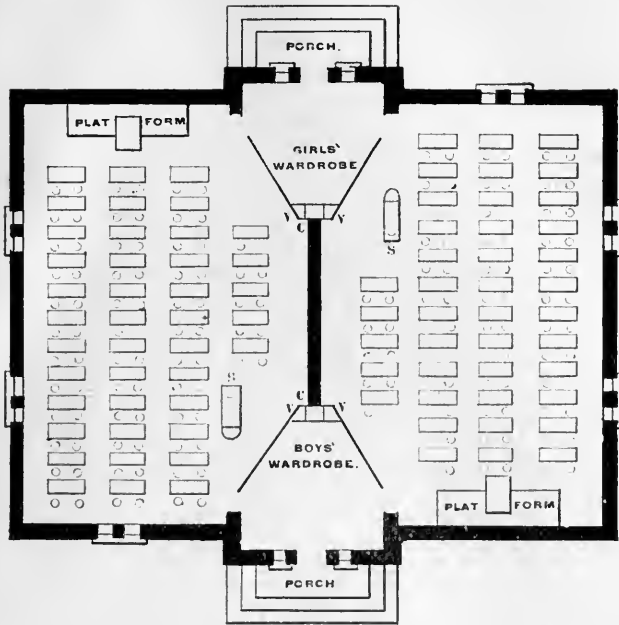 PORCH.
PLAT FORM
GIRLS'
WARDROBE
V C V
S
S
C
V V
BOYS'
WARDROBE.
PLAT FORM
PORCH